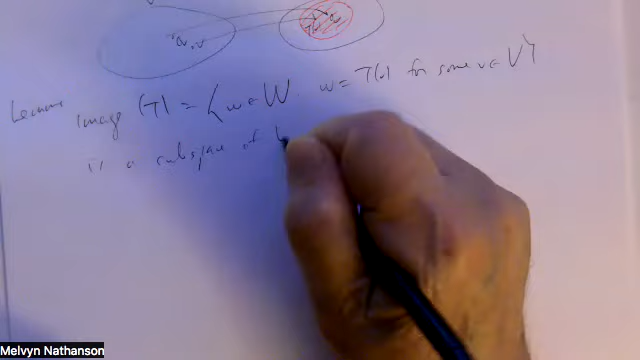 Lemma Image (T) = { w ∈ W : w = T(v) for some v ∈ V }
is a subspace of
Melvyn Nathanson